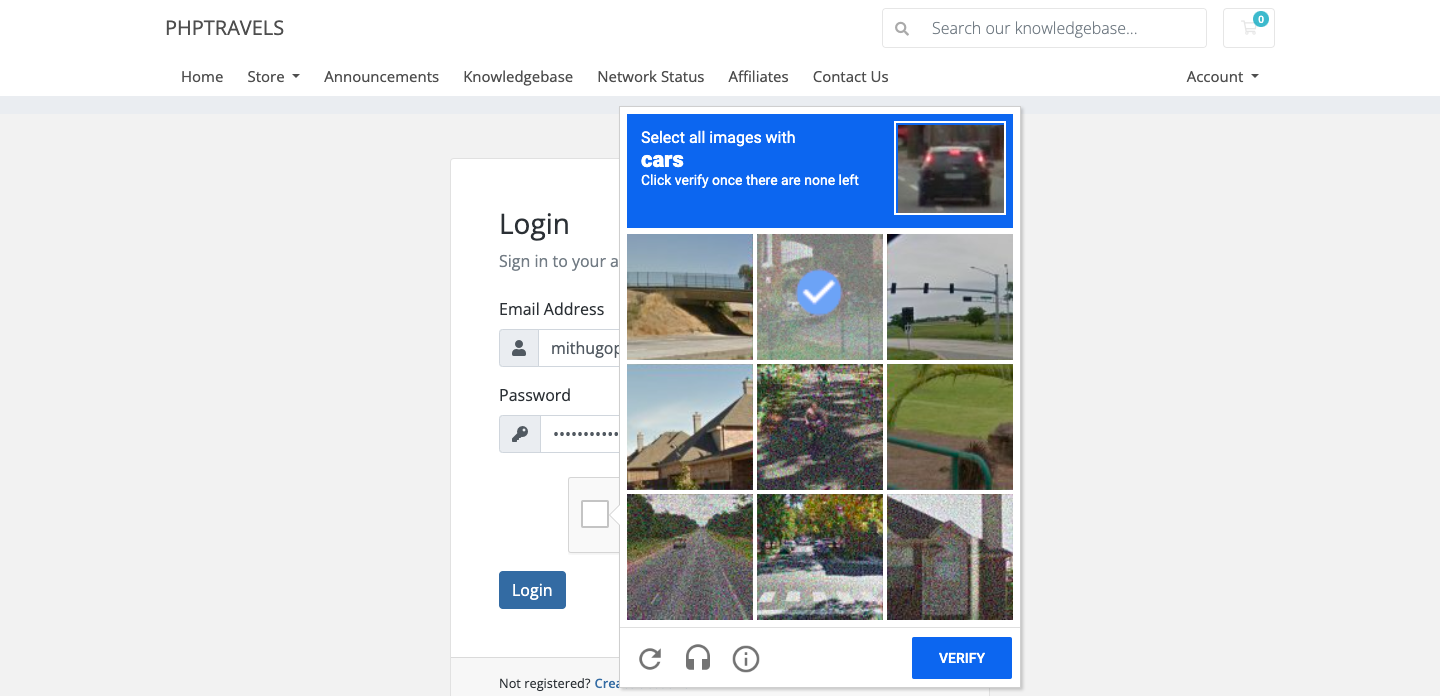 PHPTRAVELS
Search our knowledgebase...
0
Home
Store
Announcements
Knowledgebase
Network Status
Affiliates
Contact Us
Account
Select all images with
cars
Click verify once there are none left
Login
Sign in to your a
Email Address
mithugop
Password
Login
VERIFY
Not registered? Crea